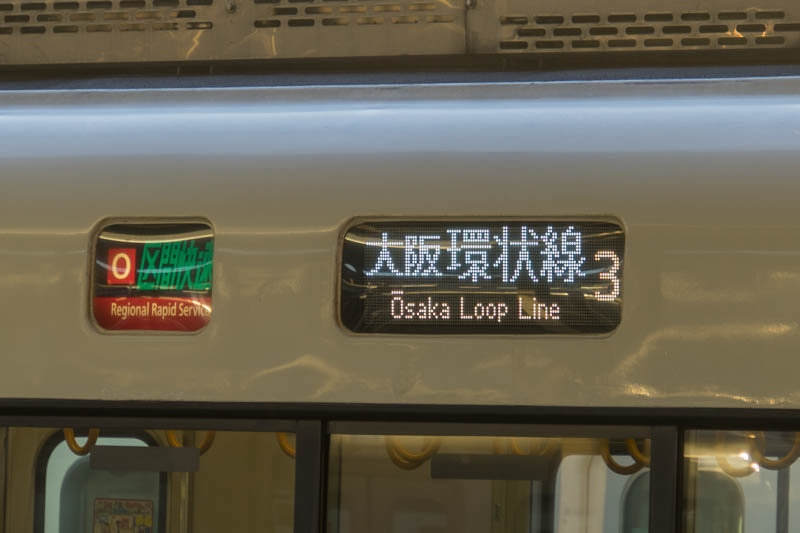 O 区間快速
Regional Rapid Service
大阪環状線 3
Ōsaka Loop Line